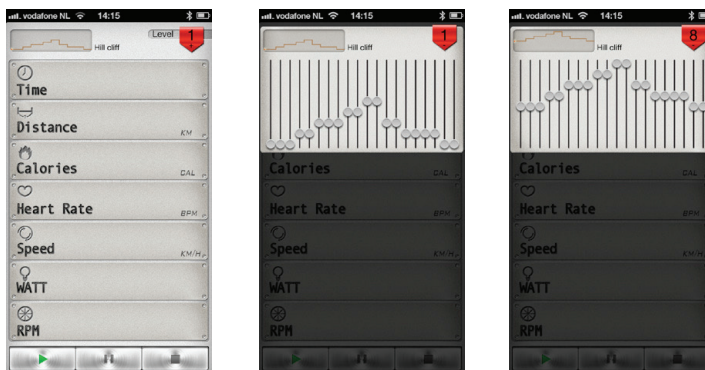 vodafone NL 14:15
Level 1
Hill cliff
Time
Distance KM
Calories CAL
Heart Rate BPM
Speed KM/H
WATT
RPM
vodafone NL 14:15
1
Hill cliff
Calories CAL
Heart Rate BPM
Speed KM/H
WATT
RPM
vodafone NL 14:15
8
Hill cliff
Calories CAL
Heart Rate BPM
Speed KM/H
WATT
RPM